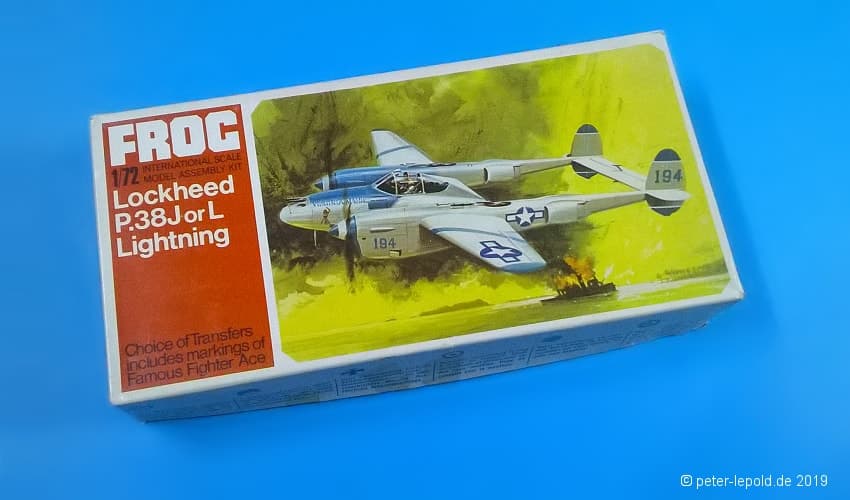 FROG
1/72 INTERNATIONAL SCALE
MODEL ASSEMBLY KIT
Lockheed
P.38J or L
Lightning
Choice of Transfers
includes markings of
Famous Fighter Ace
194
194
© peter-lepold.de 2019